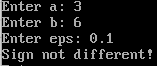 Enter a: 3
Enter b: 6
Enter eps: 0.1
Sign not different!